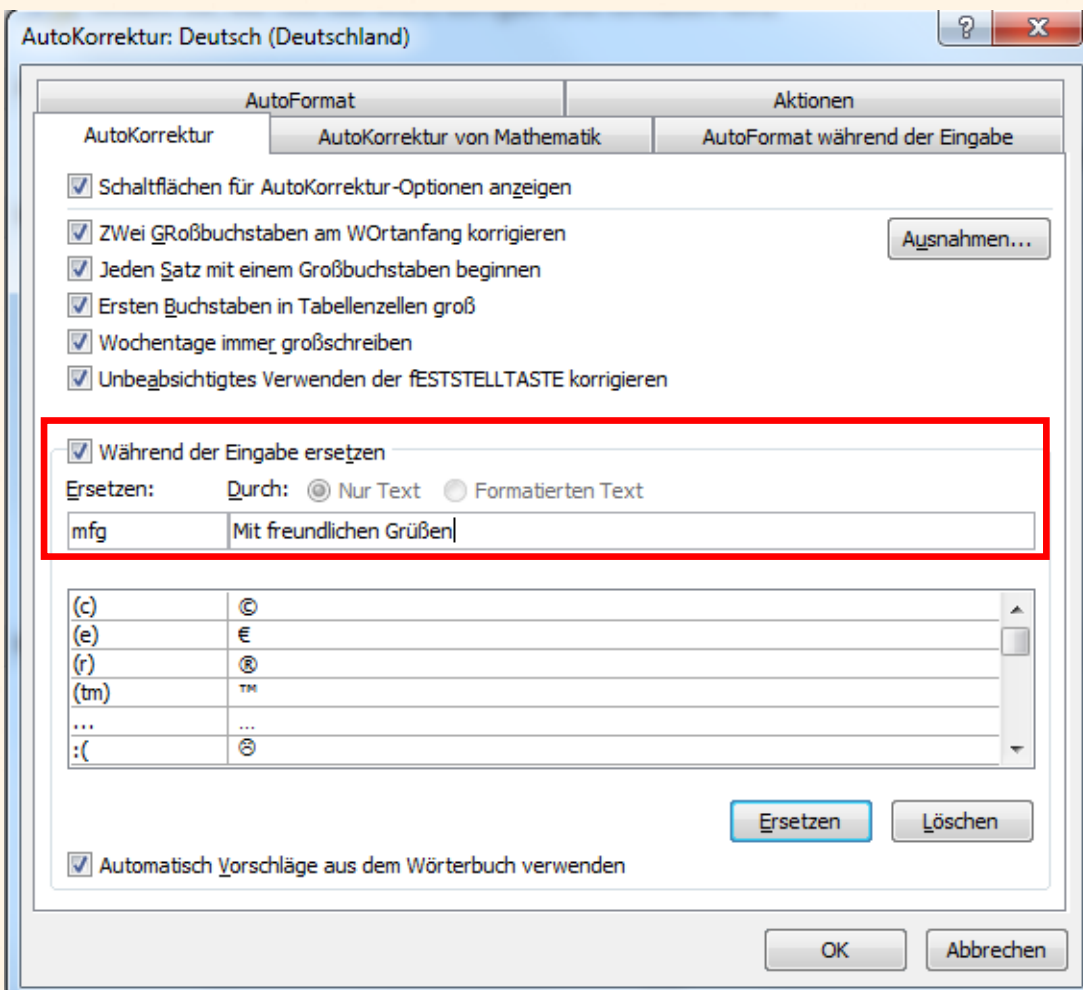 AutoKorrektur: Deutsch (Deutschland)
? X
AutoFormat Aktionen
AutoKorrektur AutoKorrektur von Mathematik AutoFormat während der Eingabe
Schaltflächen für AutoKorrektur-Optionen anzeigen
ZWei GRoßbuchstaben am WOrtanfang korrigieren Ausnahmen...
Jeden Satz mit einem Großbuchstaben beginnen
Ersten Buchstaben in Tabellenzellen groß
Wochentage immer großschreiben
Unbeabsichtigtes Verwenden der fESTSTELLTASTE korrigieren
Während der Eingabe ersetzen
Ersetzen: Durch: Nur Text Formatierten Text
mfg Mit freundlichen Grüßen
(c) ©
(e) €
(r) ®
(tm) ™
... …
:( ☹
Ersetzen Löschen
Automatisch Vorschläge aus dem Wörterbuch verwenden
OK Abbrechen